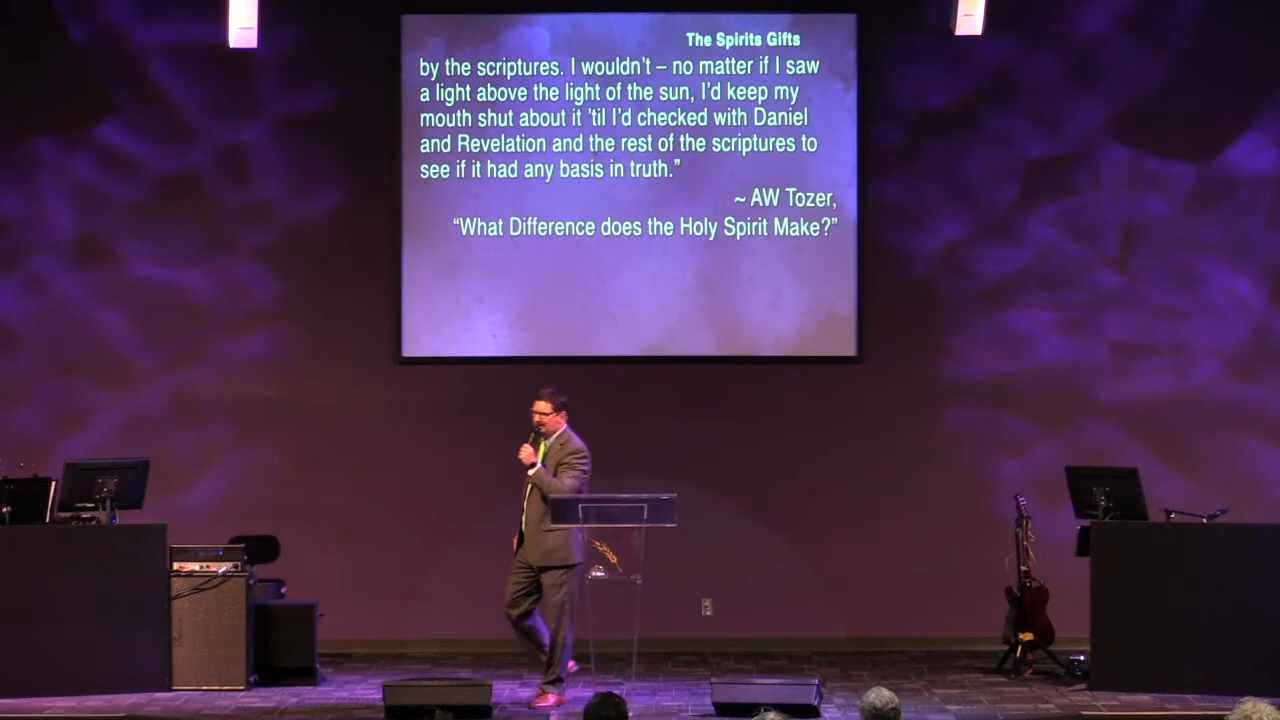 The Spirits Gifts
by the scriptures. I wouldn't – no matter if I saw
a light above the light of the sun, I'd keep my
mouth shut about it 'til I'd checked with Daniel
and Revelation and the rest of the scriptures to
see if it had any basis in truth.”
~ AW Tozer,
“What Difference does the Holy Spirit Make?”